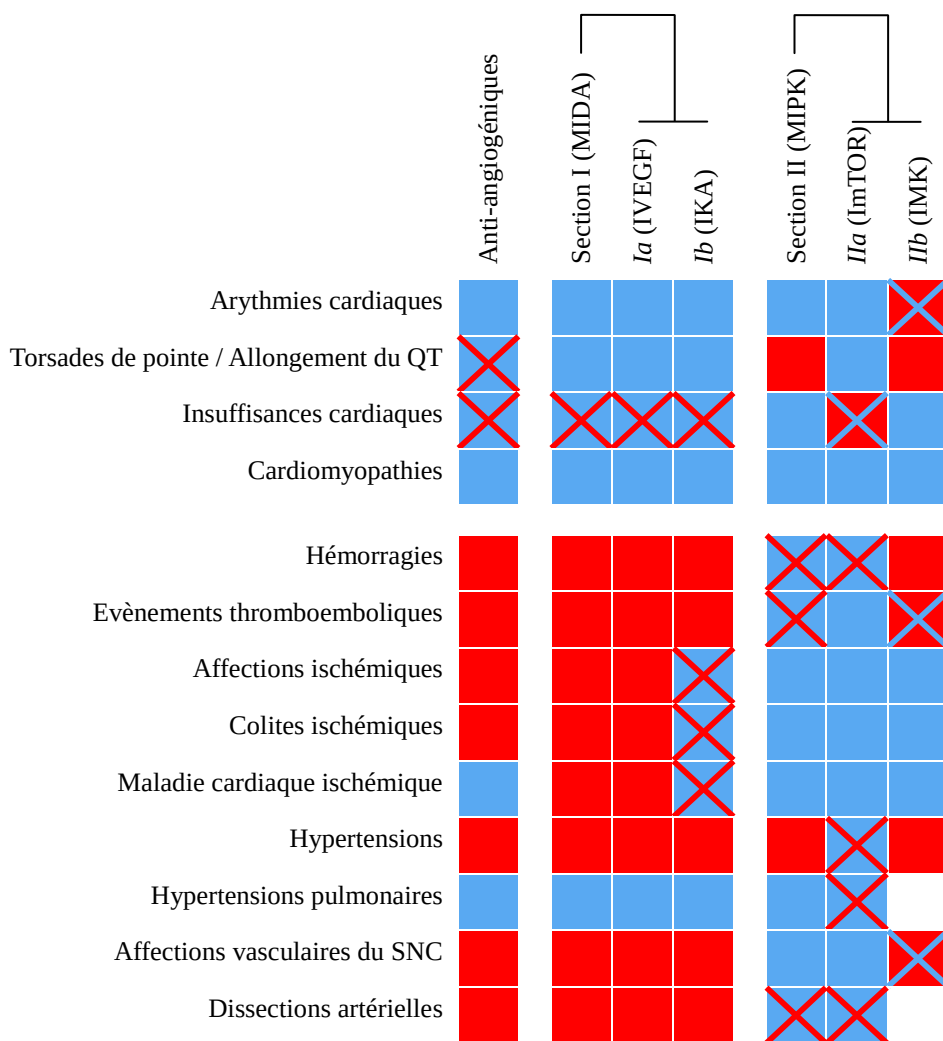 Anti-angiogéniques
Section I (MIDA)
Ia (IVEGF)
Ib (IKA)
Section II (MIPK)
IIa (ImTOR)
IIb (IMK)
Arythmies cardiaques
Torsades de pointe / Allongement du QT
Insuffisances cardiaques
Cardiomyopathies
Hémorragies
Evènements thromboemboliques
Affections ischémiques
Colites ischémiques
Maladie cardiaque ischémique
Hypertensions
Hypertensions pulmonaires
Affections vasculaires du SNC
Dissections artérielles